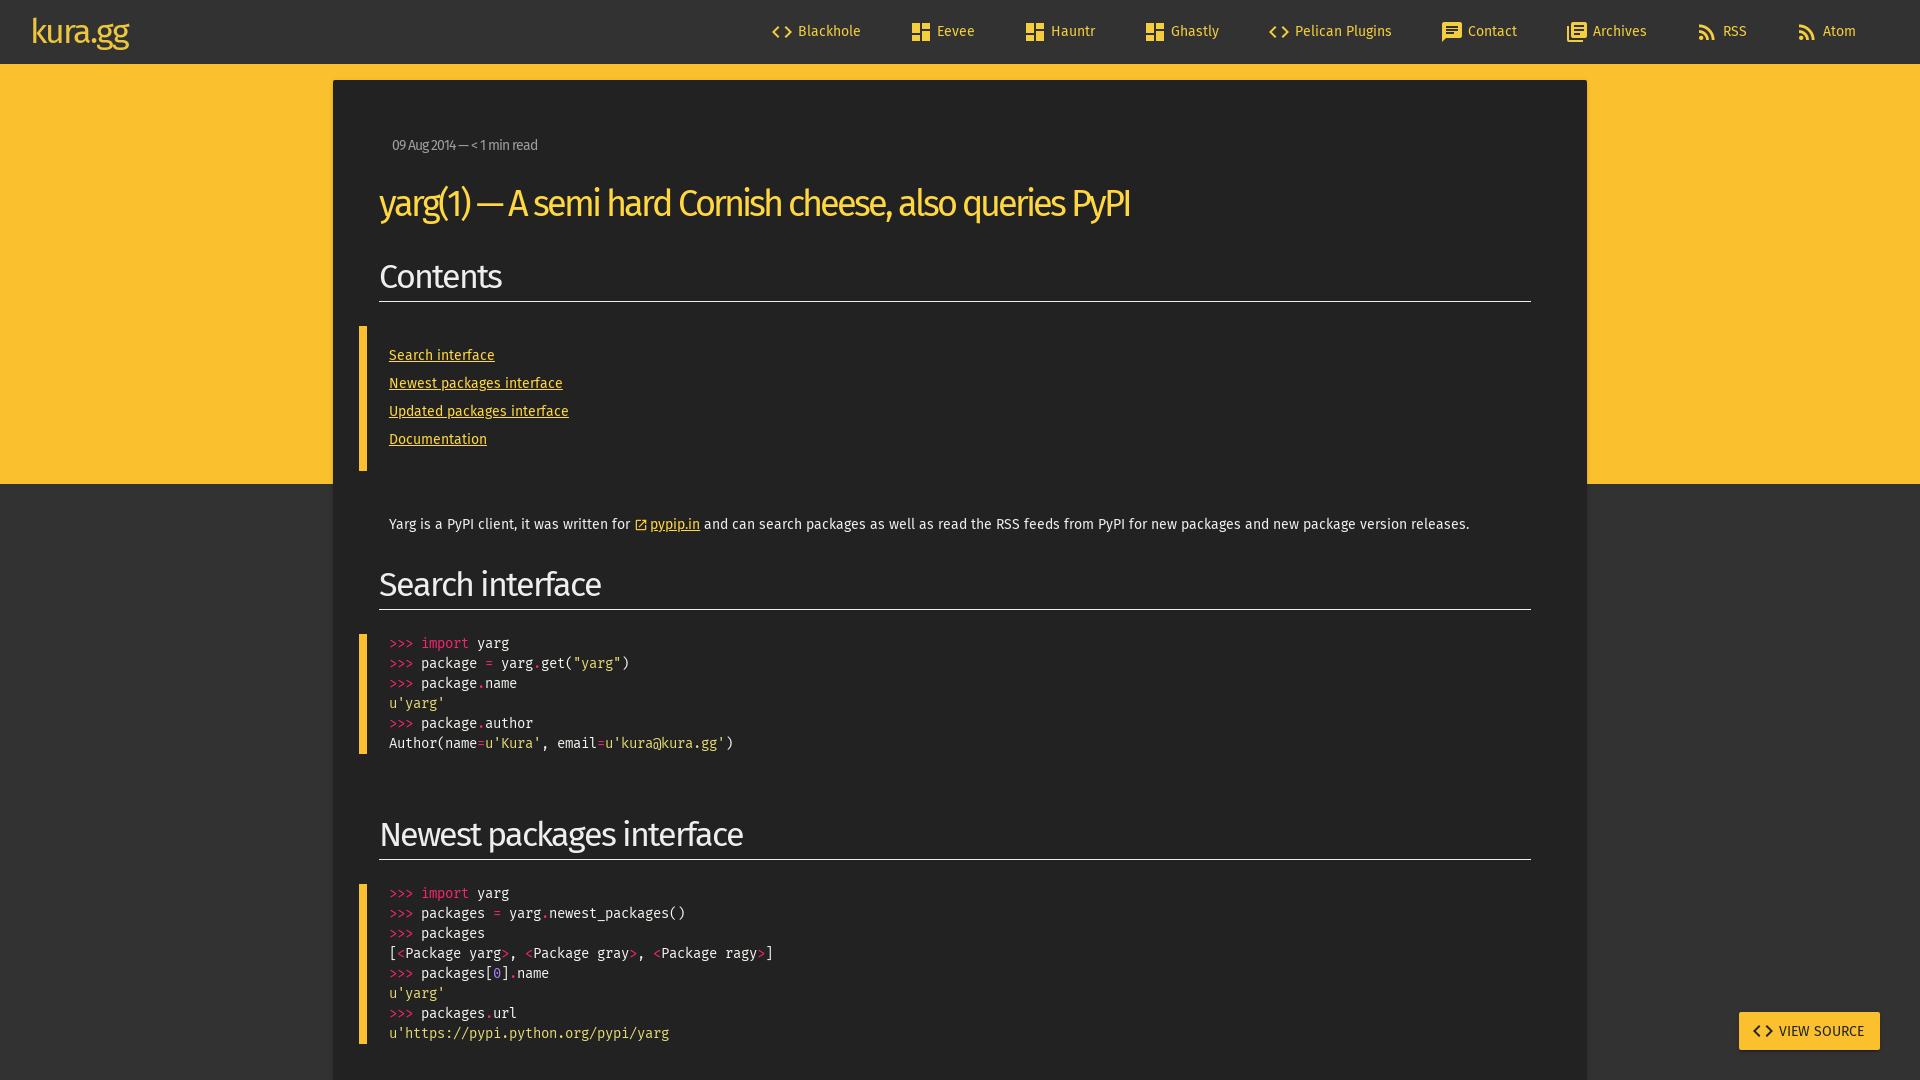 kura.gg
Blackhole
Eevee
Hauntr
Ghastly
Pelican Plugins
Contact
Archives
RSS
Atom
09 Aug 2014 — < 1 min read
yarg(1) — A semi hard Cornish cheese, also queries PyPI
Contents
Search interface
Newest packages interface
Updated packages interface
Documentation
Yarg is a PyPI client, it was written for pypip.in and can search packages as well as read the RSS feeds from PyPI for new packages and new package version releases.
Search interface
>>> import yarg
>>> package = yarg.get("yarg")
>>> package.name
u'yarg'
>>> package.author
Author(name=u'Kura', email=u'kura@kura.gg')
Newest packages interface
>>> import yarg
>>> packages = yarg.newest_packages()
>>> packages
[<Package yarg>, <Package gray>, <Package ragy>]
>>> packages[0].name
u'yarg'
>>> packages.url
u'https://pypi.python.org/pypi/yarg
VIEW SOURCE